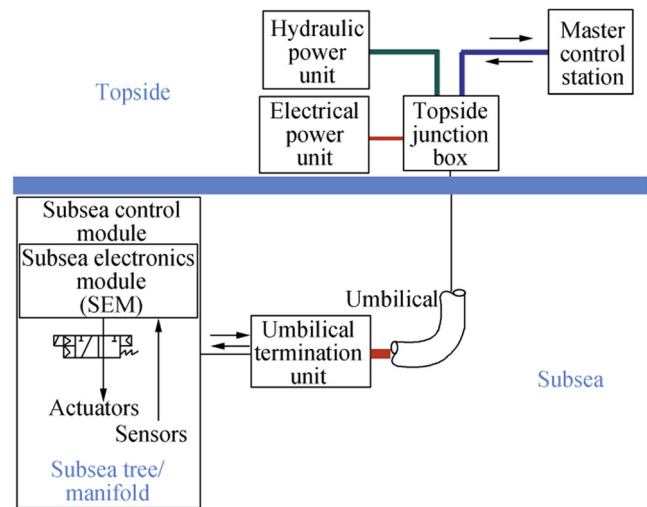 Hydraulic
power
unit
Master
control
station
Topside
Electrical
power
unit
Topside
junction
box
Subsea control
module
Subsea electronics
module
(SEM)
Umbilical
Umbilical
termination
unit
Subsea
Actuators
Sensors
Subsea tree/
manifold